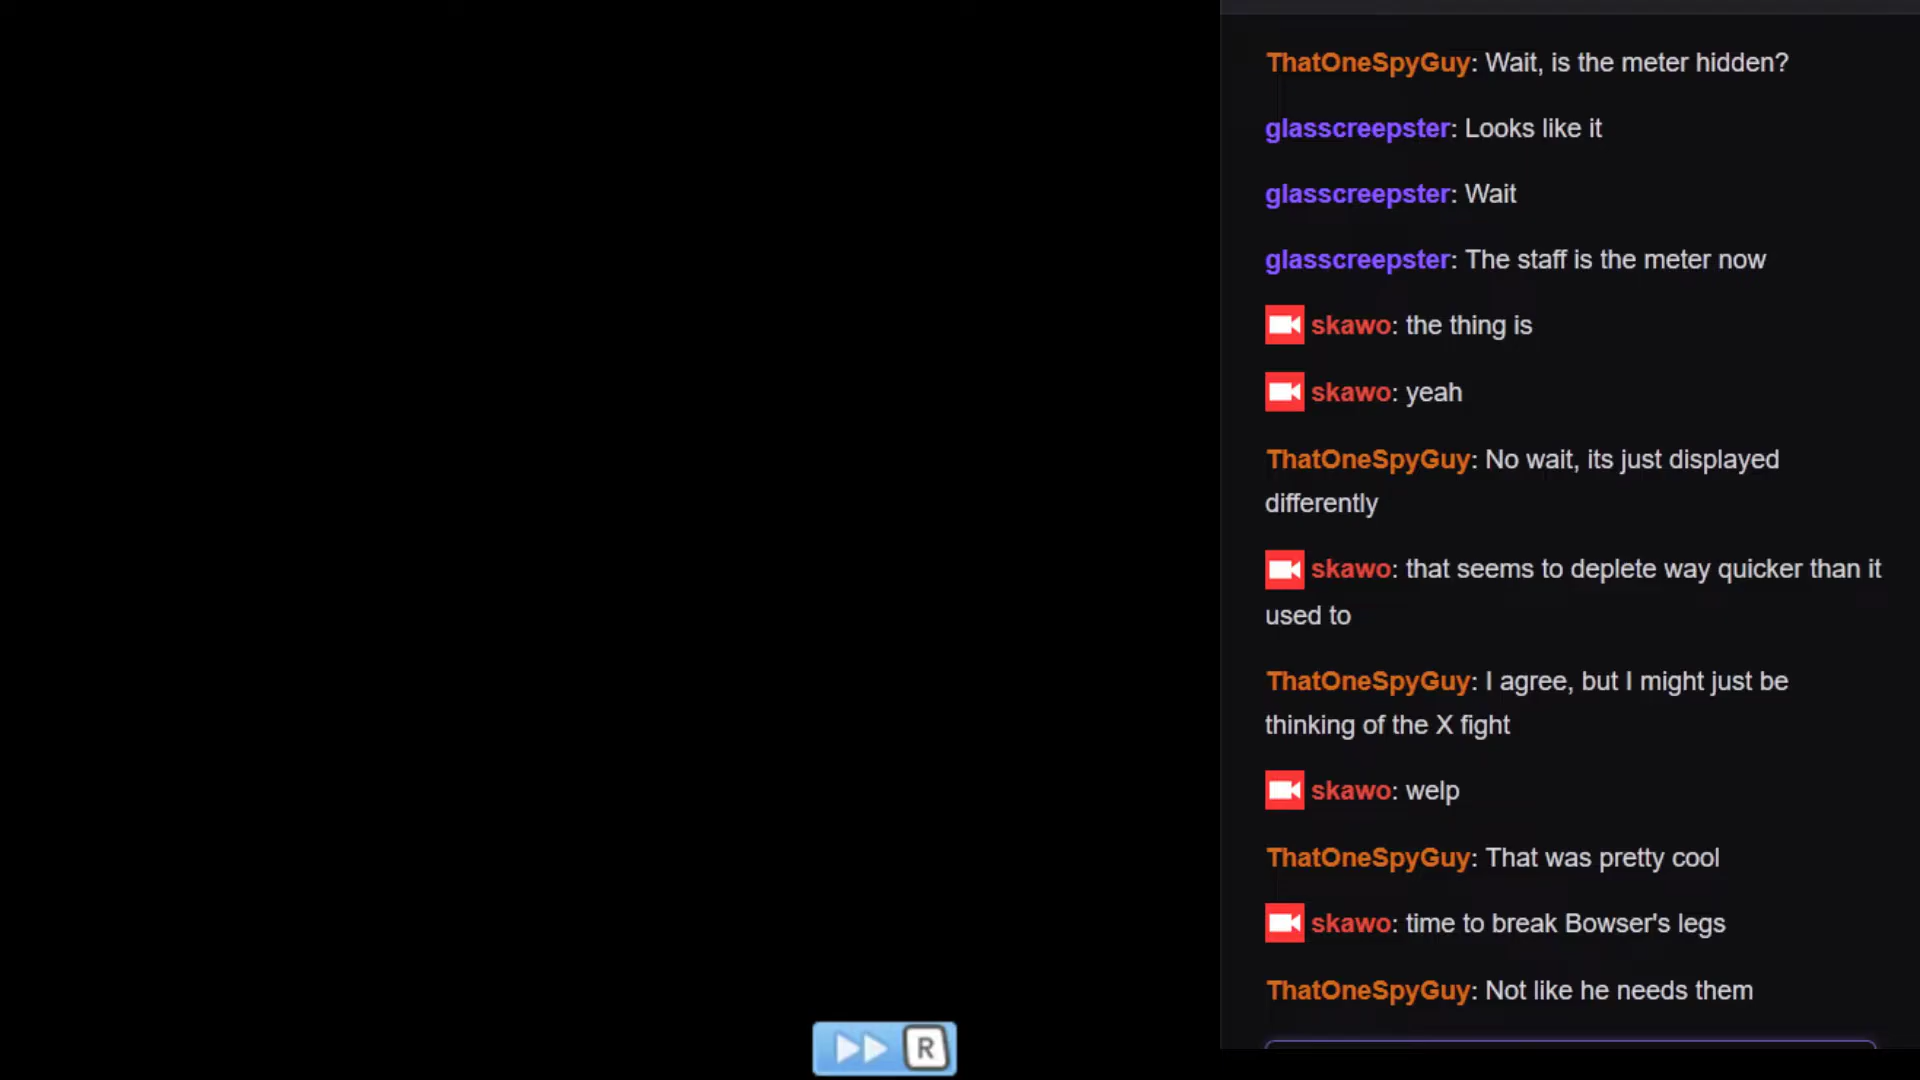 ThatOneSpyGuy: Wait, is the meter hidden?
glasscreepster: Looks like it
glasscreepster: Wait
glasscreepster: The staff is the meter now
skawo: the thing is
skawo: yeah
ThatOneSpyGuy: No wait, its just displayed
differently
skawo: that seems to deplete way quicker than it
used to
ThatOneSpyGuy: I agree, but I might just be
thinking of the X fight
skawo: welp
ThatOneSpyGuy: That was pretty cool
skawo: time to break Bowser's legs
ThatOneSpyGuy: Not like he needs them
R